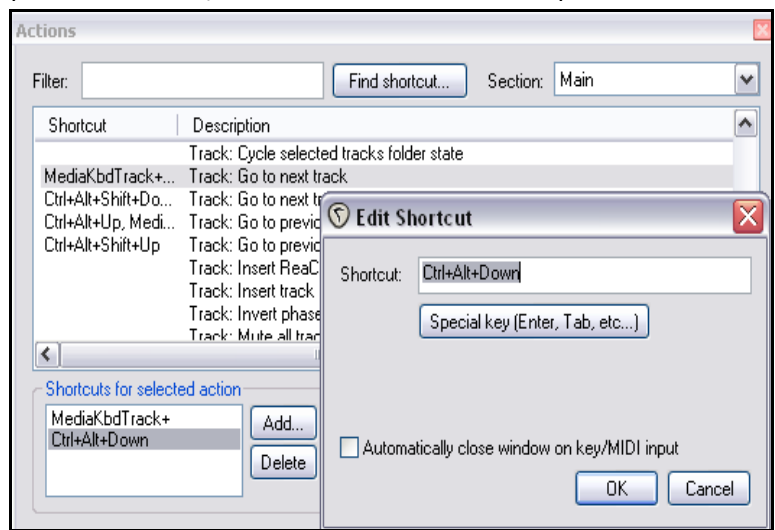 Actions
Filter: Find shortcut... Section: Main
Shortcut Description
Track: Cycle selected tracks folder state
MediaKbdTrack+... Track: Go to next track
Ctrl+Alt+Shift+Do... Track: Go to next tr
Ctrl+Alt+Up, Medi... Track: Go to previo
Ctrl+Alt+Shift+Up Track: Go to previo
Track: Insert ReaC
Track: Insert track
Track: Invert phase
Track: Mute all trac
Shortcuts for selected action
MediaKbdTrack+
Ctrl+Alt+Down
Add...
Delete
Edit Shortcut
Shortcut: Ctrl+Alt+Down
Special key (Enter, Tab, etc...)
Automatically close window on key/MIDI input
OK Cancel